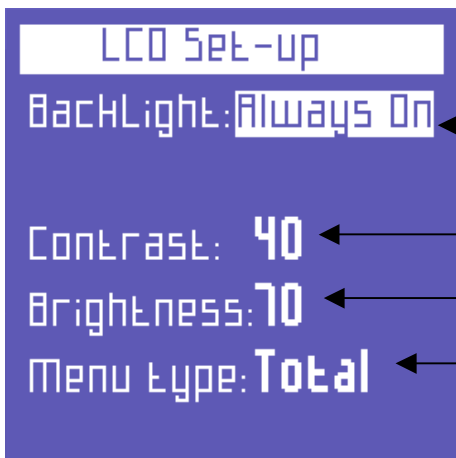 LCD Set-up
BackLight: Always On
Contrast: 40
Brightness: 70
Menu type: Total